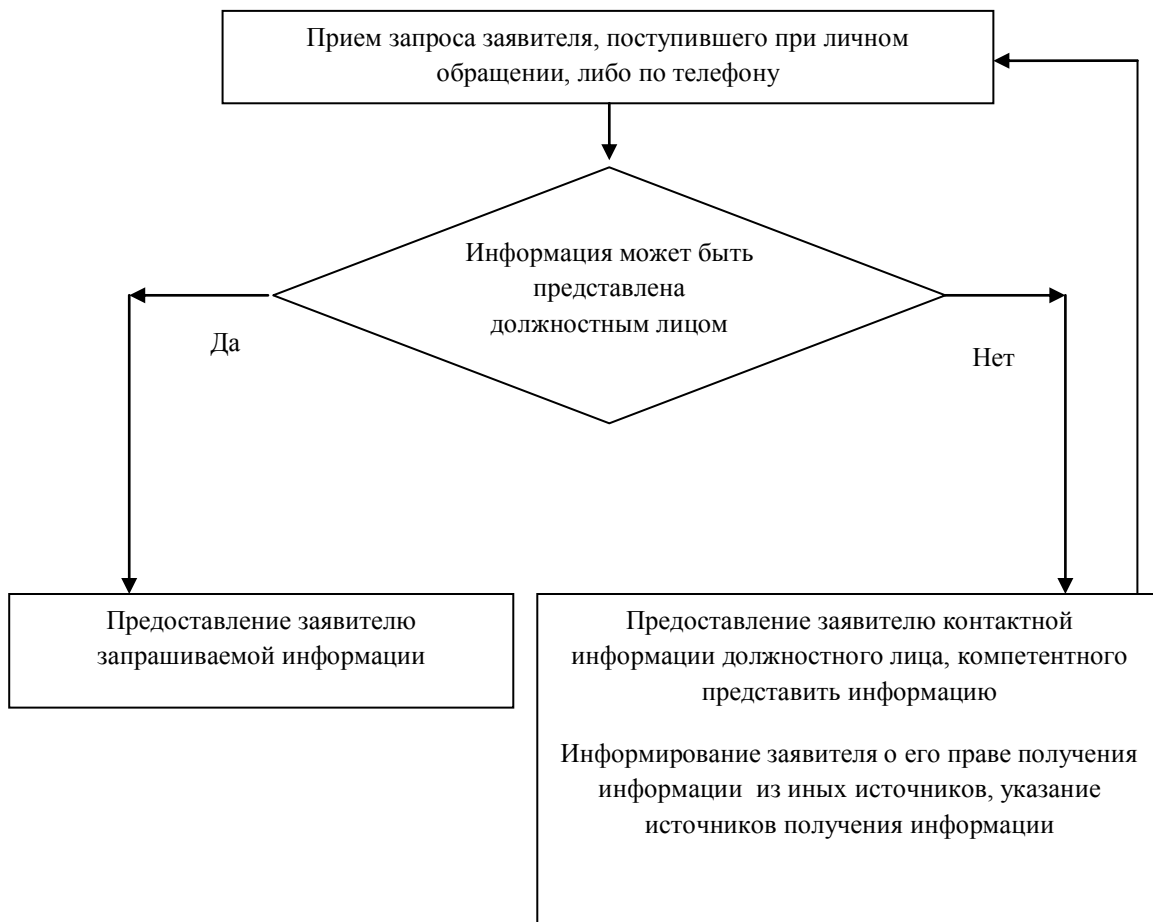 Прием запроса заявителя, поступившего при личном
обращении, либо по телефону
Информация может быть
представлена
должностным лицом
Да
Нет
Предоставление заявителю
запрашиваемой информации
Предоставление заявителю контактной
информации должностного лица, компетентного
представить информацию
Информирование заявителя о его праве получения
информации из иных источников, указание
источников получения информации